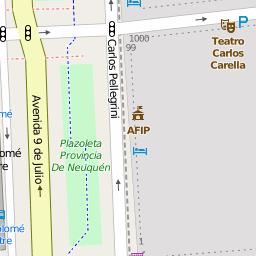 P
Teatro
Carlos
Carella
1000
99
Carlos Pellegrini
Avenida 9 de Julio
AFIP
Plazoleta
Provincia
De Neuquén
1